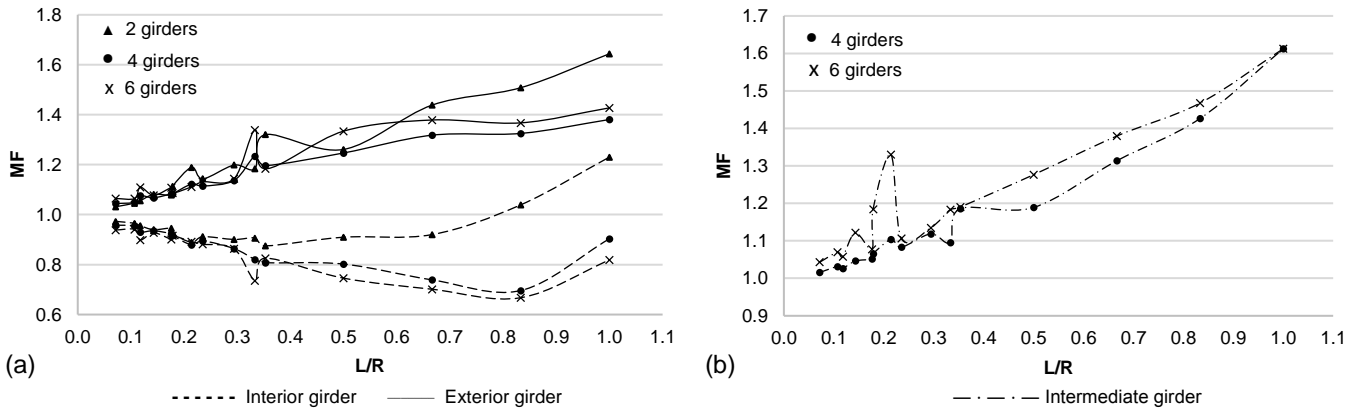 1.8
1.6
1.4
1.2
1.0
0.8
0.6
MF
2 girders
4 girders
6 girders
0.0 0.1 0.2 0.3 0.4 0.5 0.6 0.7 0.8 0.9 1.0 1.1
L/R
(a)
Interior girder Exterior girder
1.7
1.6
1.5
1.4
1.3
1.2
1.1
1.0
0.9
MF
4 girders
6 girders
0.0 0.1 0.2 0.3 0.4 0.5 0.6 0.7 0.8 0.9 1.0 1.1
L/R
(b)
Intermediate girder